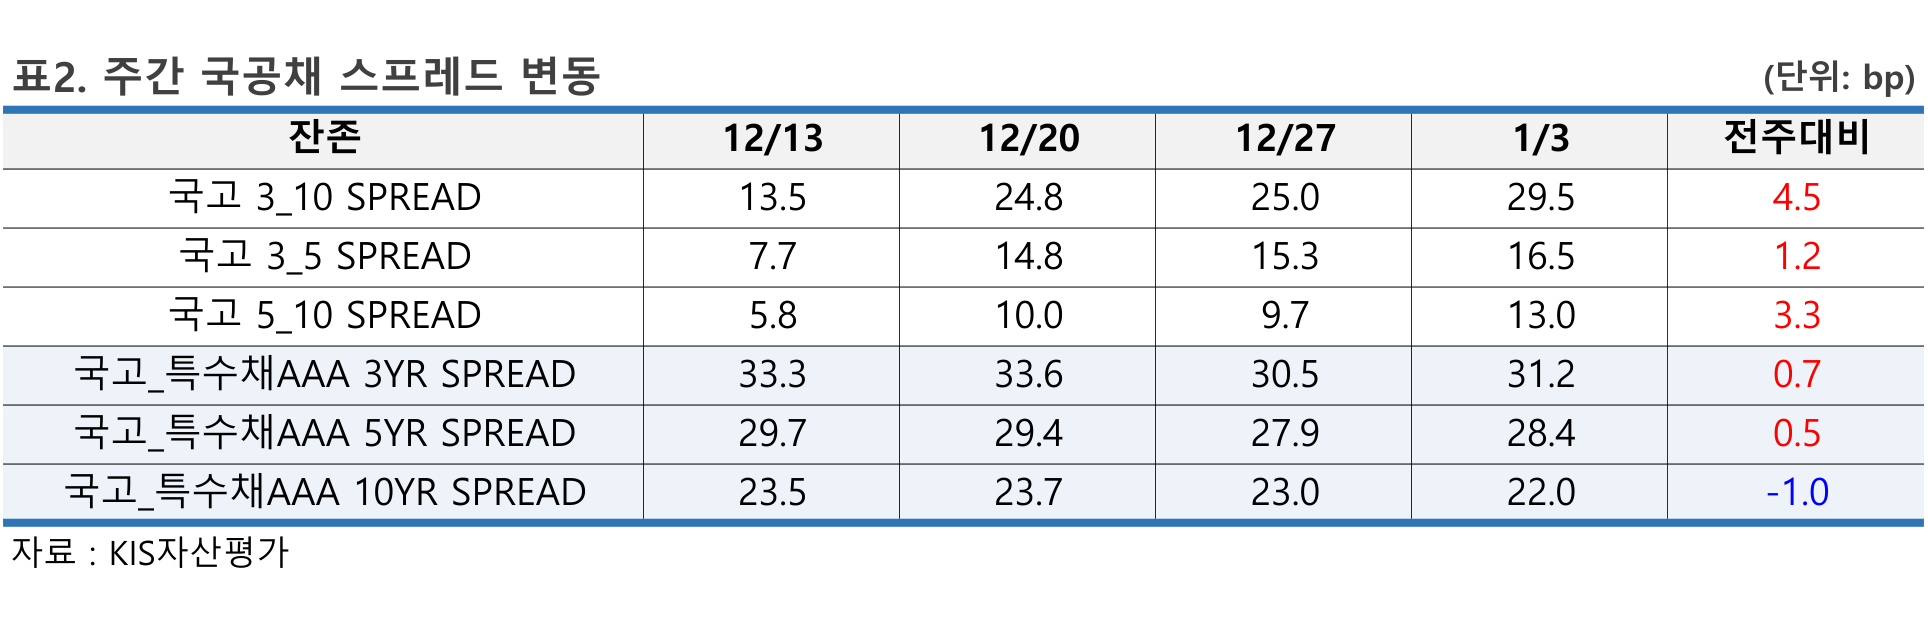 표2. 주간 국공채 스프레드 변동 (단위: bp)
잔존 12/13 12/20 12/27 1/3 전주대비
국고 3_10 SPREAD 13.5 24.8 25.0 29.5 4.5
국고 3_5 SPREAD 7.7 14.8 15.3 16.5 1.2
국고 5_10 SPREAD 5.8 10.0 9.7 13.0 3.3
국고_특수채AAA 3YR SPREAD 33.3 33.6 30.5 31.2 0.7
국고_특수채AAA 5YR SPREAD 29.7 29.4 27.9 28.4 0.5
국고_특수채AAA 10YR SPREAD 23.5 23.7 23.0 22.0 -1.0
자료 : KIS자산평가